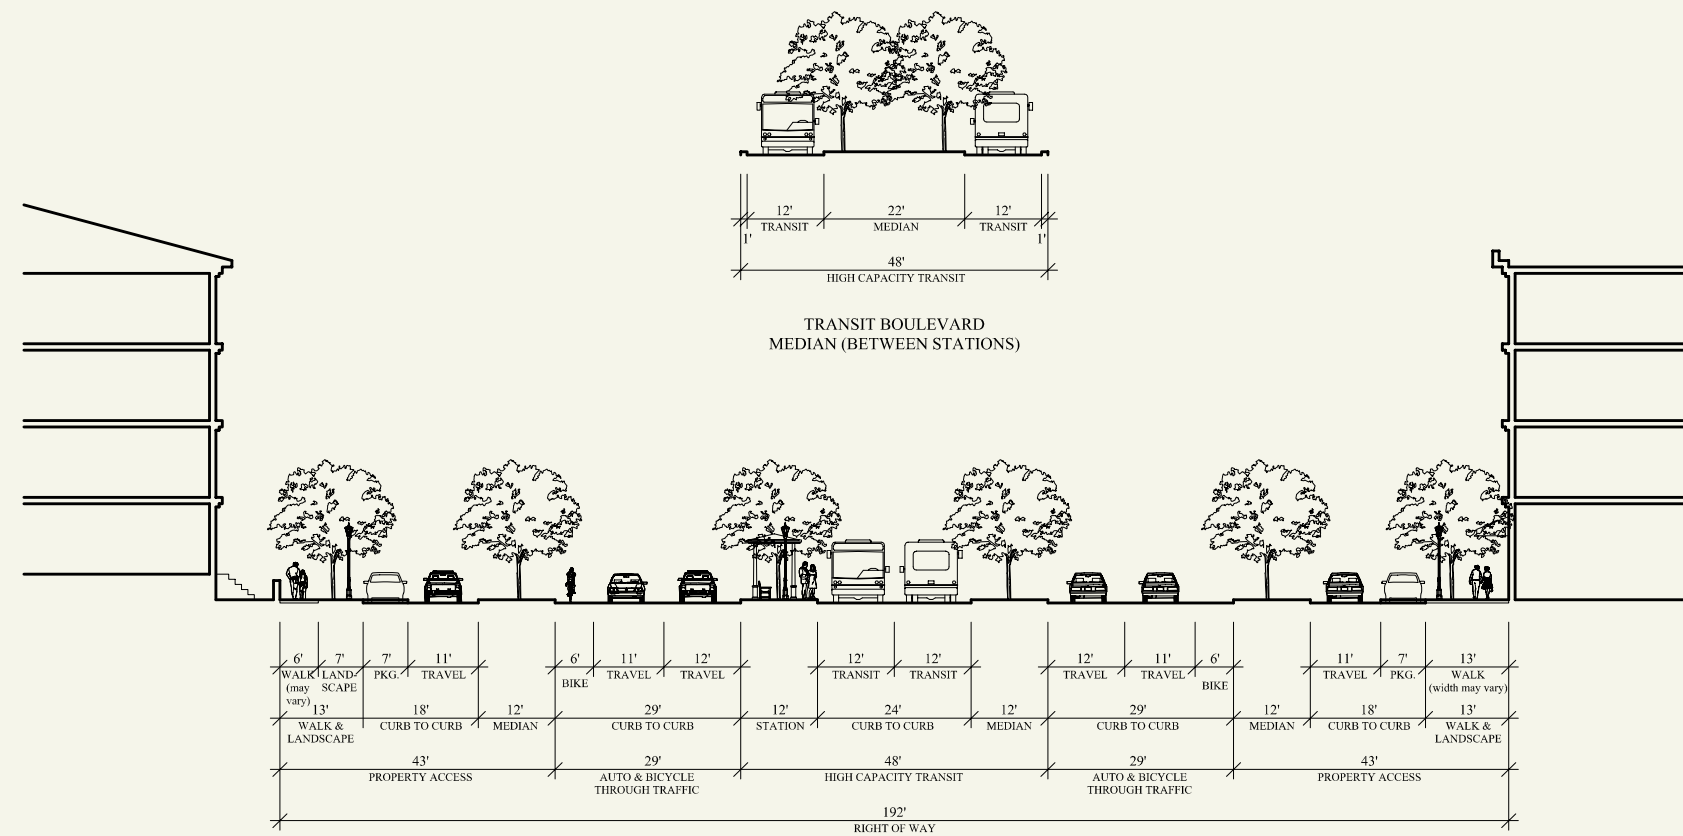 12' 22' 12'
TRANSIT MEDIAN TRANSIT
1' 1'
48'
HIGH CAPACITY TRANSIT
TRANSIT BOULEVARD
MEDIAN (BETWEEN STATIONS)
6' 7' 7' 11' 6' 11' 12' 12' 12' 12' 11' 6' 11' 7' 13'
WALK LAND- PKG. TRAVEL BIKE TRAVEL TRAVEL TRANSIT TRANSIT TRAVEL TRAVEL BIKE TRAVEL PKG. WALK
(may SCAPE (width may vary)
vary)
13' 18' 12' 29' 12' 24' 12' 29' 12' 18' 13'
WALK & CURB TO CURB MEDIAN CURB TO CURB STATION CURB TO CURB MEDIAN CURB TO CURB MEDIAN CURB TO CURB WALK &
LANDSCAPE LANDSCAPE
43' 29' 48' 29' 43'
PROPERTY ACCESS AUTO & BICYCLE HIGH CAPACITY TRANSIT AUTO & BICYCLE PROPERTY ACCESS
THROUGH TRAFFIC THROUGH TRAFFIC
192'
RIGHT OF WAY